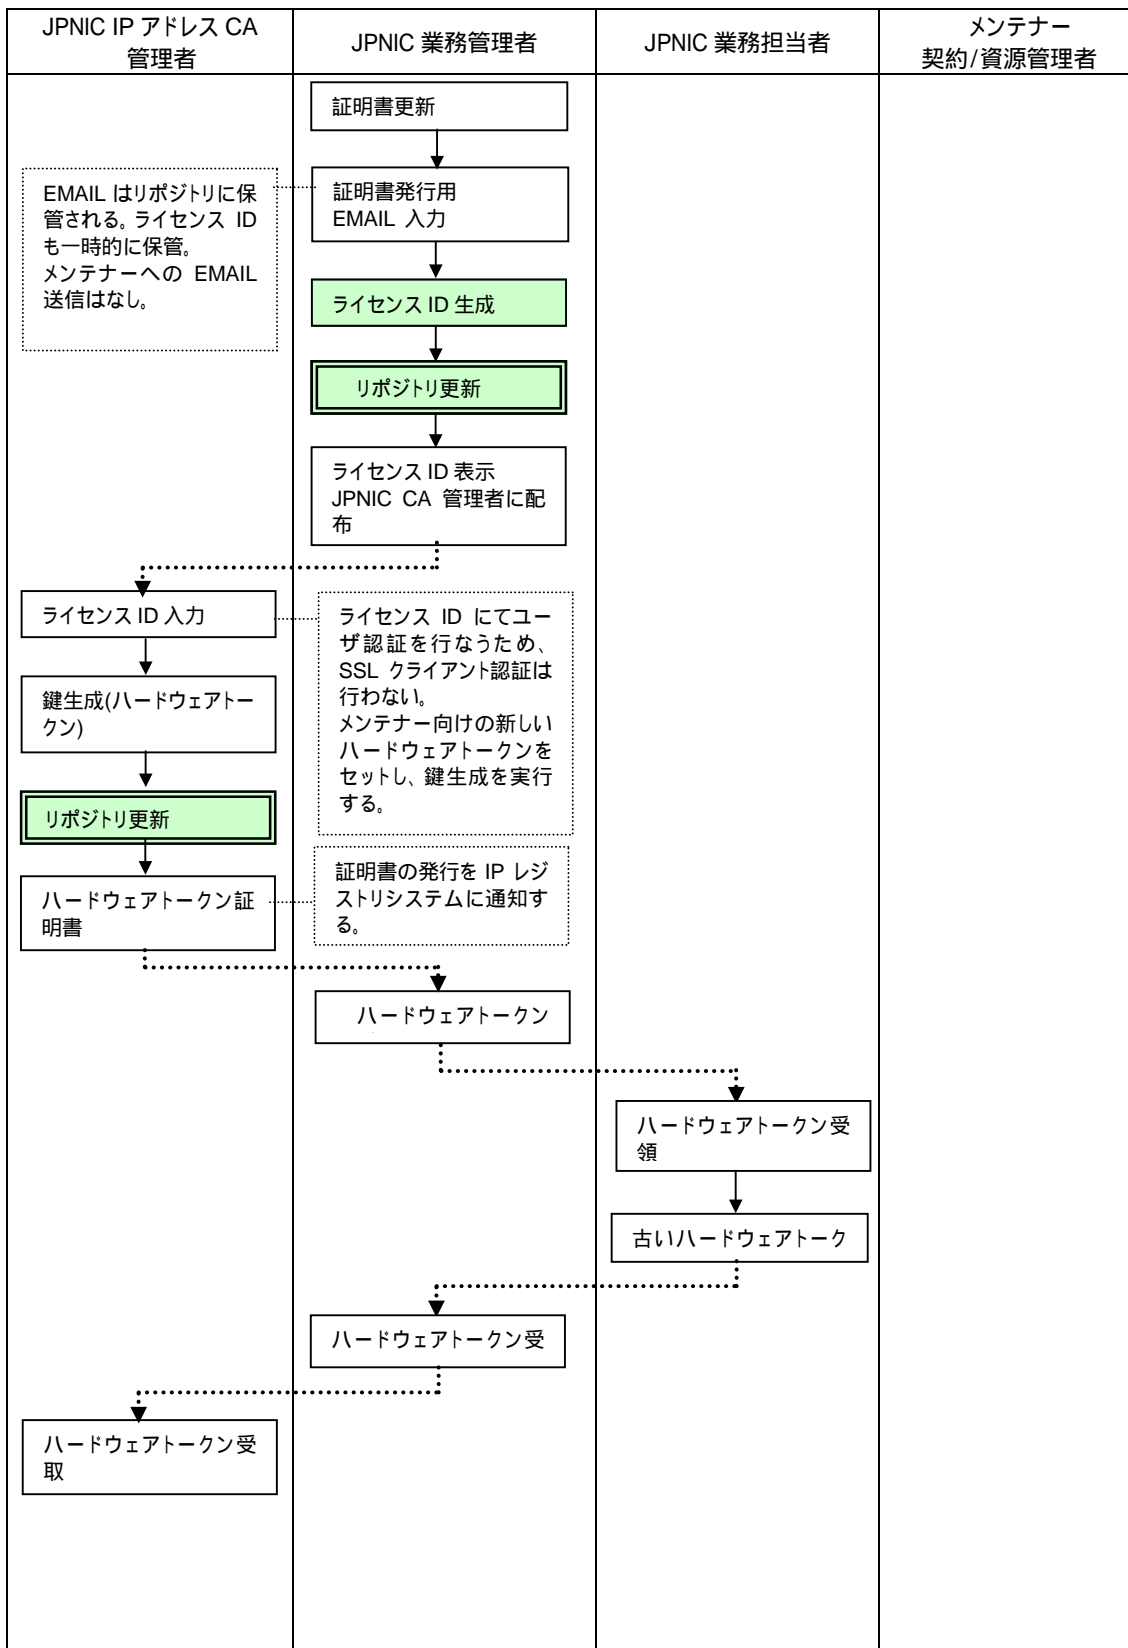 JPNIC IP アドレス CA
管理者
JPNIC 業務管理者
JPNIC 業務担当者
メンテナー
契約/資源管理者
証明書更新
EMAIL はリポジトリに保
管される。ライセンス ID
も一時的に保管。
メンテナーへの EMAIL
送信はなし。
証明書発行用
EMAIL 入力
ライセンス ID 生成
リポジトリ更新
ライセンス ID 表示
JPNIC CA 管理者に配
布
ライセンス ID 入力
ライセンス ID にてユー
ザ認証を行なうため、
SSL クライアント認証は
行わない。
メンテナー向けの新しい
ハードウェアトークンを
セットし、鍵生成を実行
する。
鍵生成(ハードウェアトー
クン)
リポジトリ更新
ハードウェアトークン証
明書
証明書の発行を IP レジ
ストリシステムに通知す
る。
ハードウェアトークン
ハードウェアトークン受
領
古いハードウェアトーク
ハードウェアトークン受
ハードウェアトークン受
取